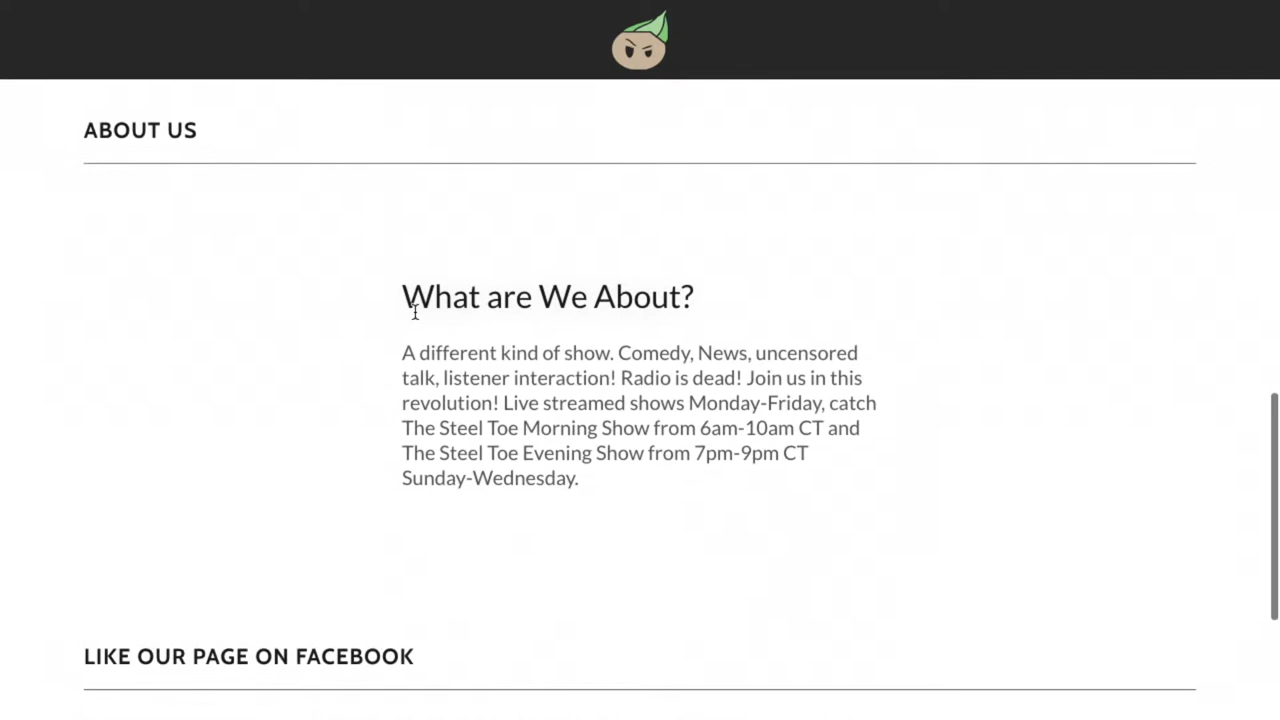 ABOUT US
What are We About?
A different kind of show. Comedy, News, uncensored
talk, listener interaction! Radio is dead! Join us in this
revolution! Live streamed shows Monday-Friday, catch
The Steel Toe Morning Show from 6am-10am CT and
The Steel Toe Evening Show from 7pm-9pm CT
Sunday-Wednesday.
LIKE OUR PAGE ON FACEBOOK